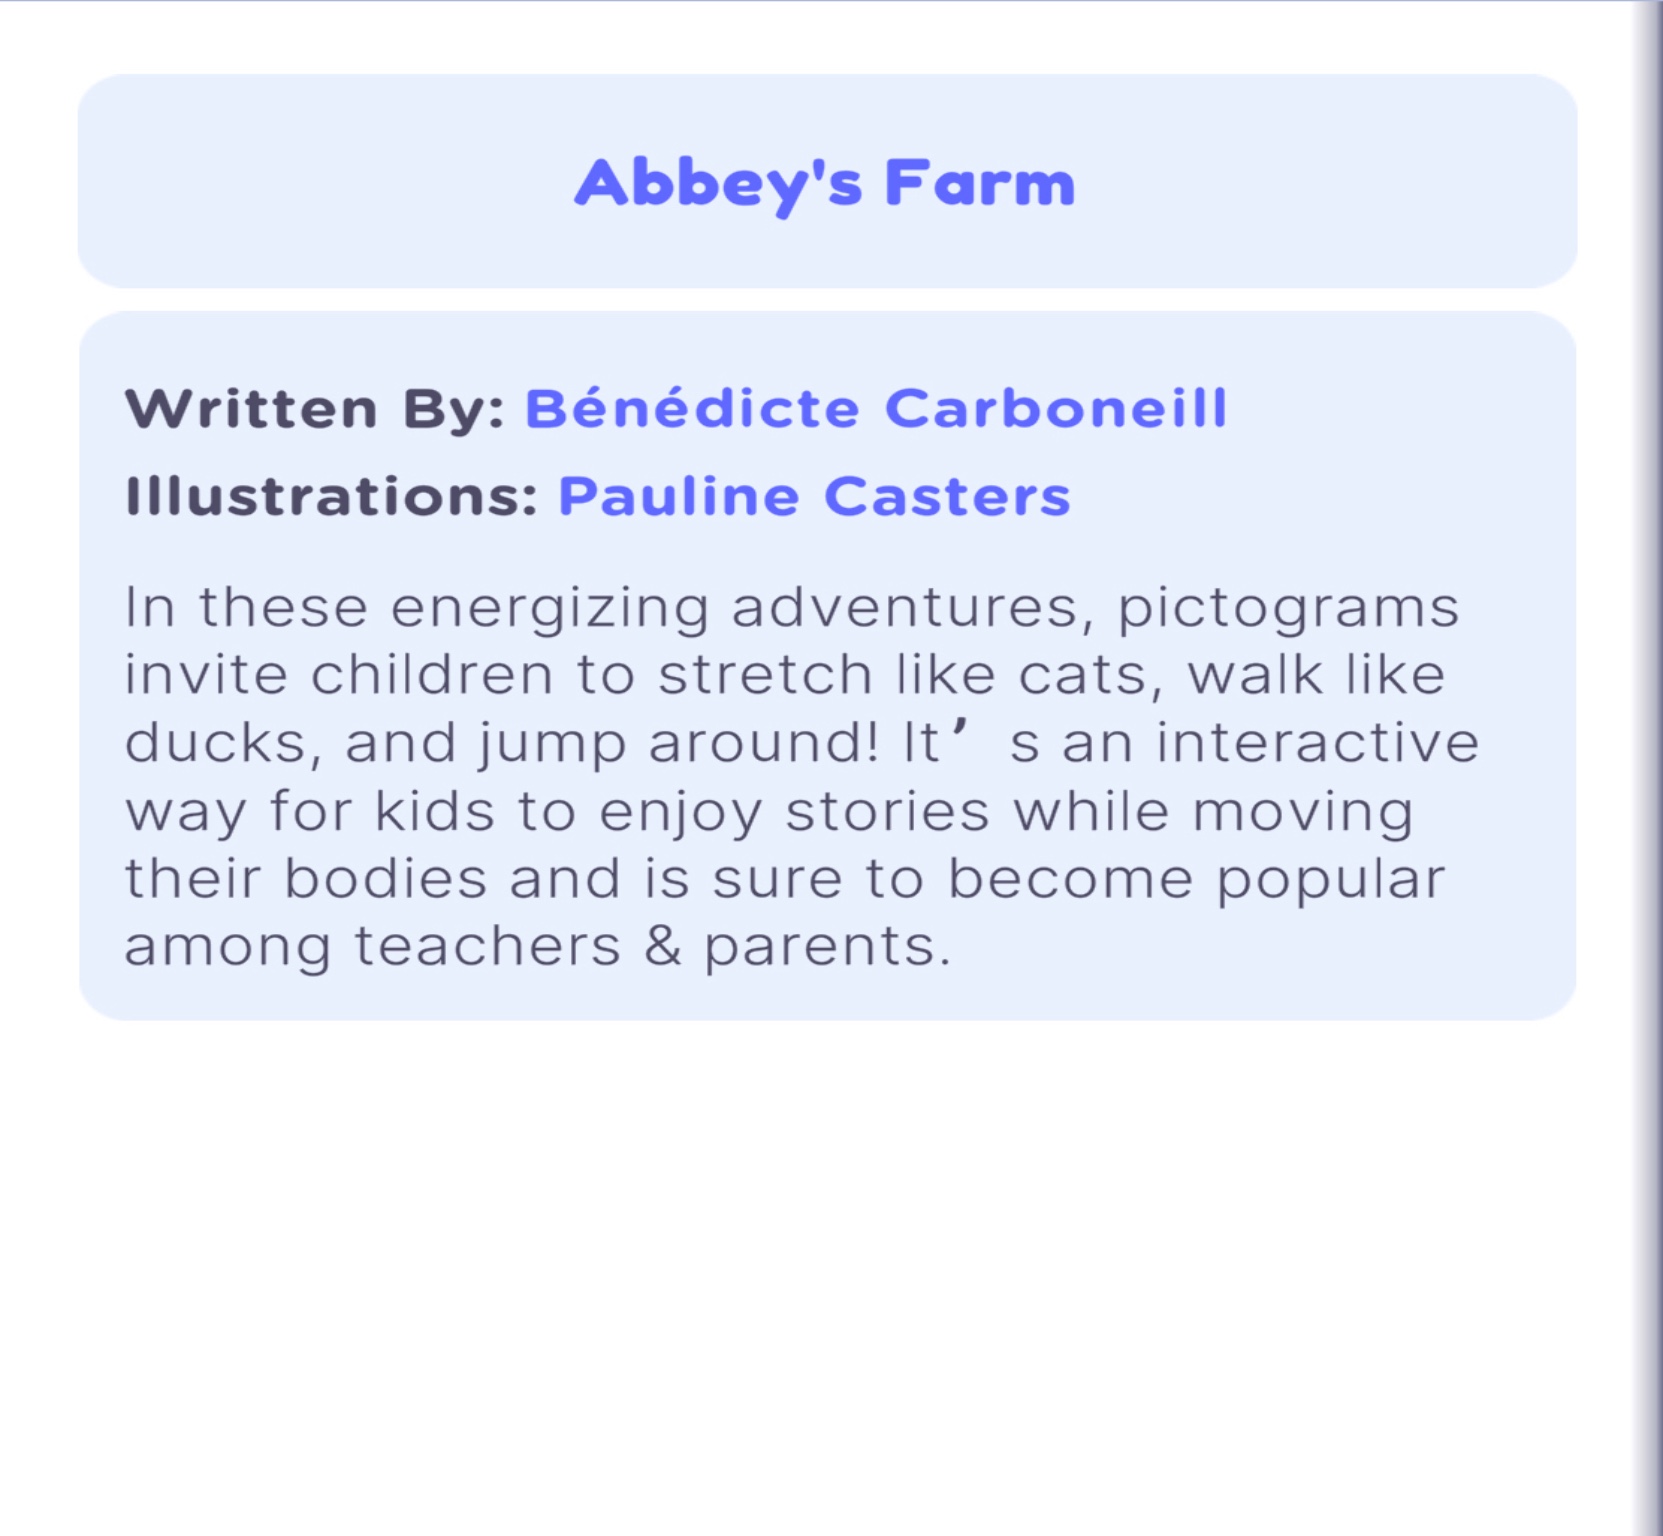 Abbey's Farm
Written By: Bénédicte Carboneill
Illustrations: Pauline Casters
In these energizing adventures, pictograms
invite children to stretch like cats, walk like
ducks, and jump around! It’ s an interactive
way for kids to enjoy stories while moving
their bodies and is sure to become popular
among teachers & parents.